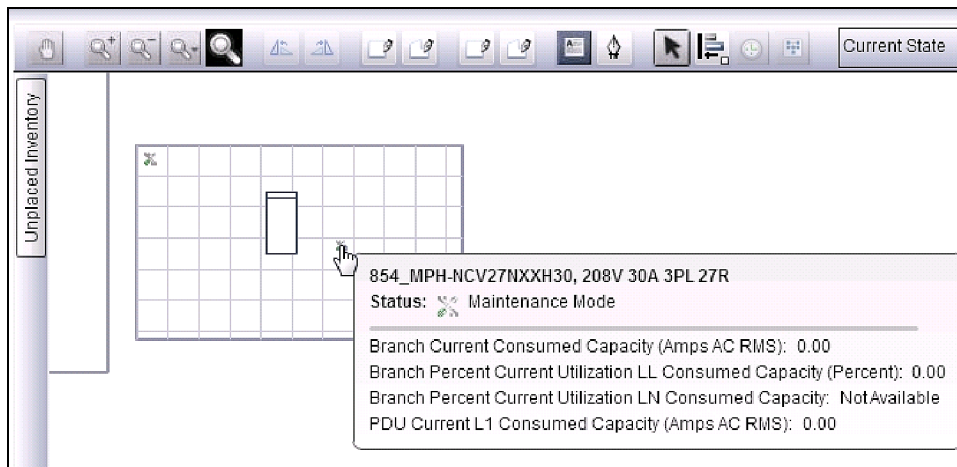 Current State
Unplaced Inventory
854_MPH-NCV27NXXH30, 208V 30A 3PL 27R
Status: Maintenance Mode
Branch Current Consumed Capacity (Amps AC RMS): 0.00
Branch Percent Current Utilization LL Consumed Capacity (Percent): 0.00
Branch Percent Current Utilization LN Consumed Capacity: Not Available
PDU Current L1 Consumed Capacity (Amps AC RMS): 0.00